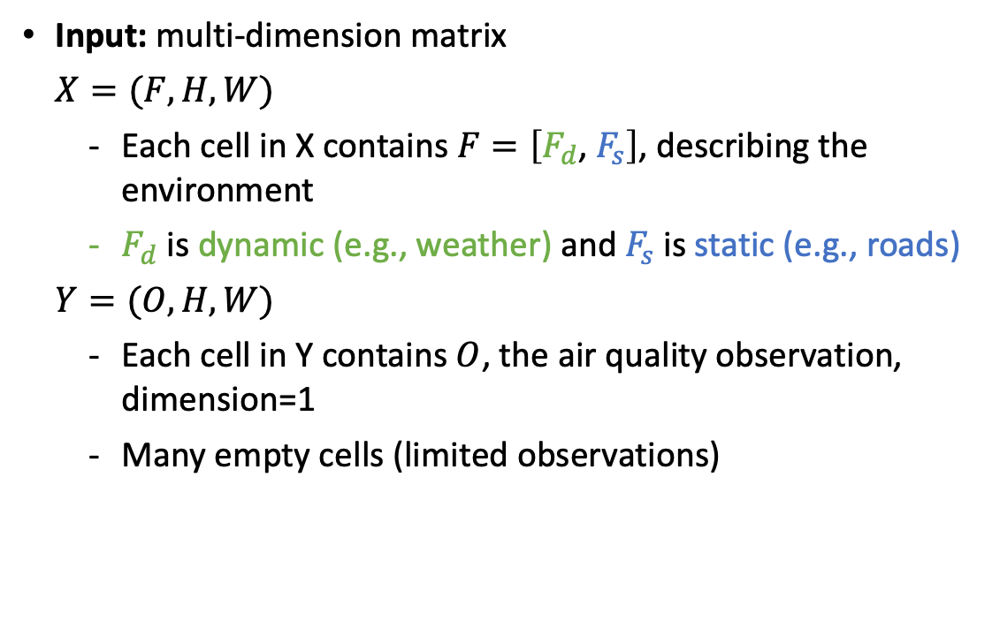 • Input: multi-dimension matrix
X = (F, H, W)
- Each cell in X contains F = [F_d, F_s], describing the
environment
- F_d is dynamic (e.g., weather) and F_s is static (e.g., roads)
Y = (O, H, W)
- Each cell in Y contains O, the air quality observation,
dimension=1
- Many empty cells (limited observations)